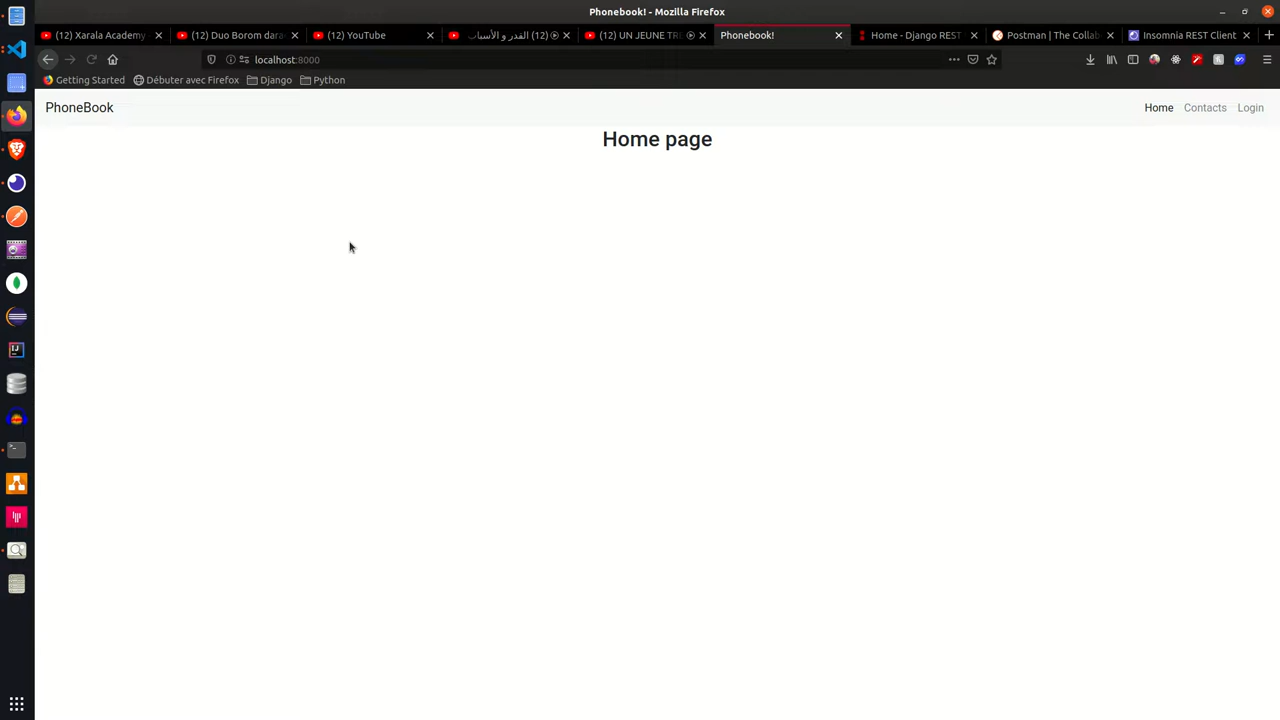 Phonebook! - Mozilla Firefox
(12) Xarala Academy
(12) Duo Borom dara
(12) YouTube
(12) القدر و الأسباب
(12) UN JEUNE TRE
Phonebook!
Home - Django REST
Postman | The Collab
Insomnia REST Client
localhost:8000
Getting Started
Débuter avec Firefox
Django
Python
PhoneBook
Home
Contacts
Login
Home page